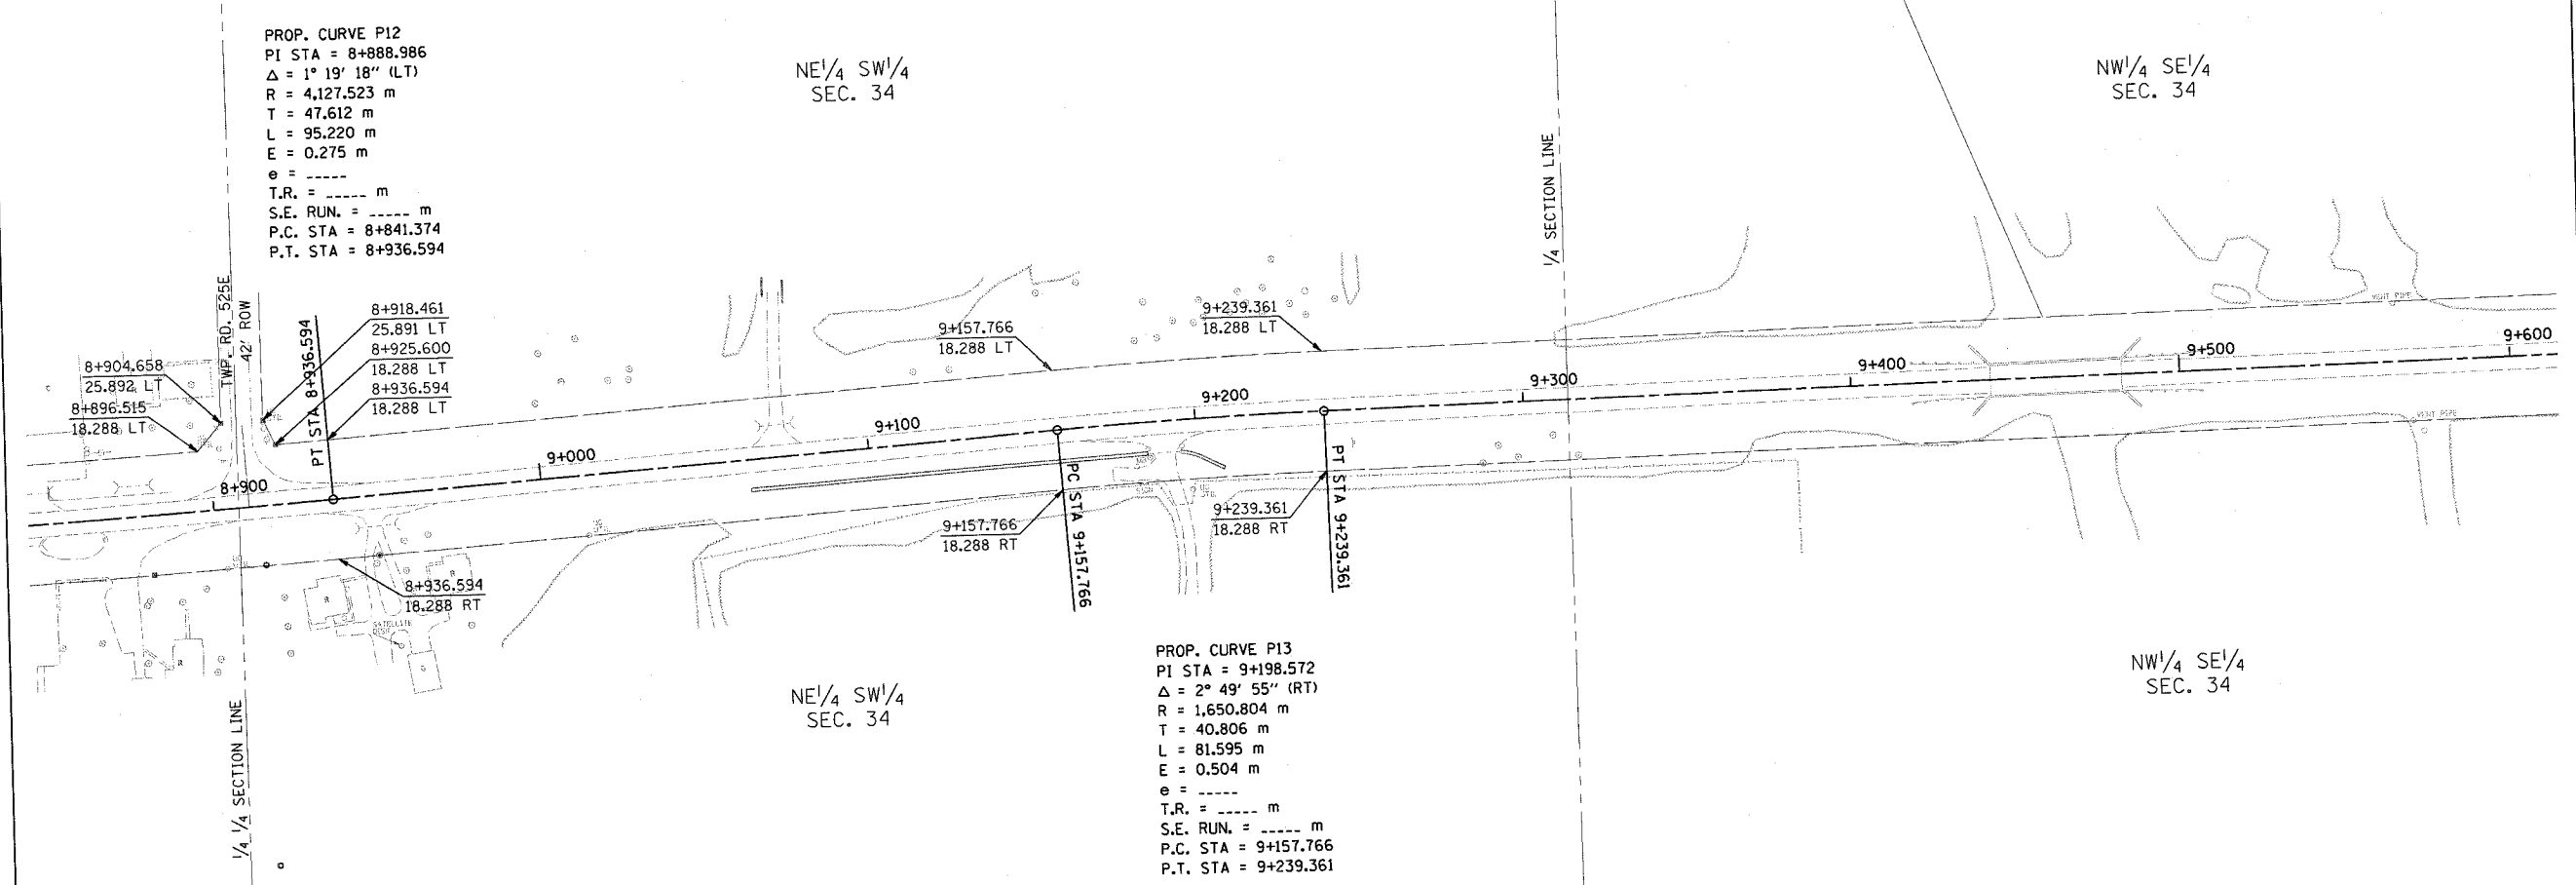 PROP. CURVE P12
PI STA = 8+888.986
Δ = 1° 19' 18" (LT)
R = 4,127.523 m
T = 47.612 m
L = 95.220 m
E = 0.275 m
e = -----
T.R. = ----- m
S.E. RUN. = ----- m
P.C. STA = 8+841.374
P.T. STA = 8+936.594
NE1/4 SW1/4
SEC. 34
NW1/4 SE1/4
SEC. 34
1/4 SECTION LINE
TWP. RD. 525E
42' ROW
PT STA 8+936.594
8+918.461
25.891 LT
8+925.600
18.288 LT
8+936.594
18.288 LT
8+904.658
25.892 LT
8+896.515
18.288 LT
9+157.766
18.288 LT
9+239.361
18.288 LT
8+900
9+000
9+100
9+200
9+300
9+400
9+500
9+600
9+157.766
18.288 RT
PC STA 9+157.766
9+239.361
18.288 RT
PT STA 9+239.361
8+936.594
18.288 RT
SATELLITE
DISH
1/4 1/4 SECTION LINE
NE1/4 SW1/4
SEC. 34
PROP. CURVE P13
PI STA = 9+198.572
Δ = 2° 49' 55" (RT)
R = 1,650.804 m
T = 40.806 m
L = 81.595 m
E = 0.504 m
e = -----
T.R. = ----- m
S.E. RUN. = ----- m
P.C. STA = 9+157.766
P.T. STA = 9+239.361
NW1/4 SE1/4
SEC. 34